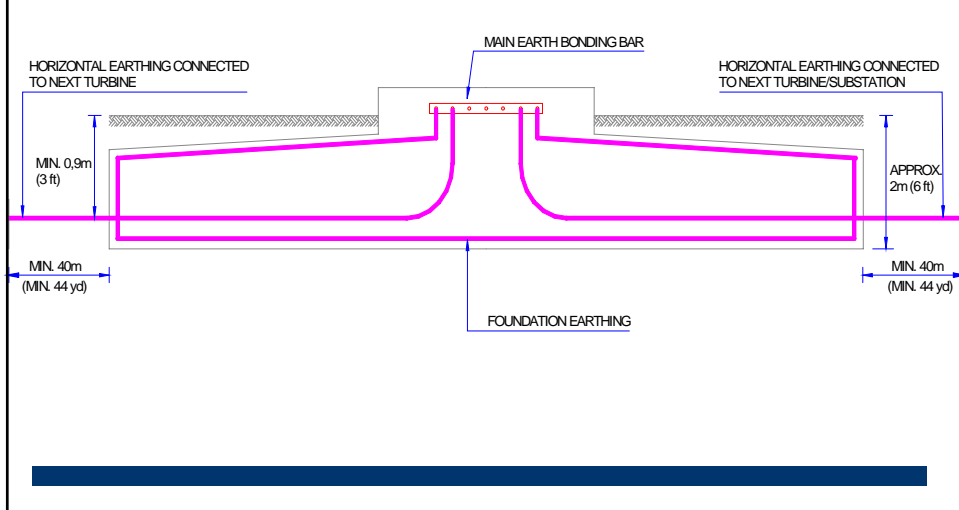 MAIN EARTH BONDING BAR
HORIZONTAL EARTHING CONNECTED
TO NEXT TURBINE
HORIZONTAL EARTHING CONNECTED
TO NEXT TURBINE/SUBSTATION
MIN. 0,9m
(3 ft)
APPROX.
2m (6 ft)
MIN. 40m
(MIN. 44 yd)
MIN. 40m
(MIN. 44 yd)
FOUNDATION EARTHING